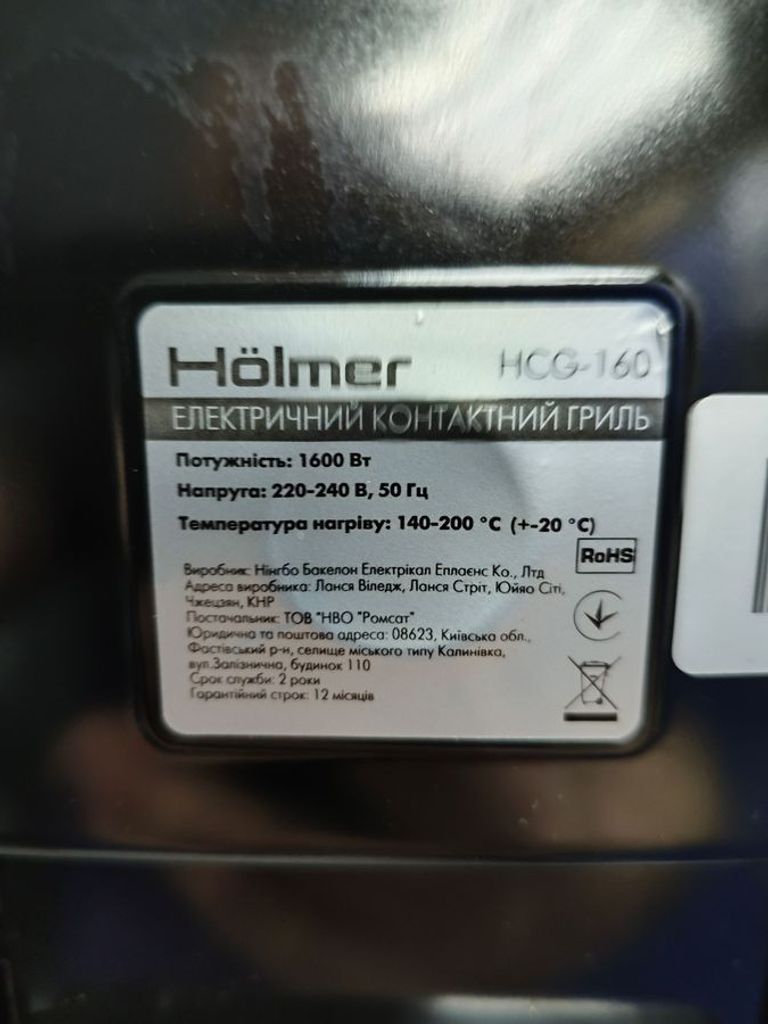 Hölmer HCG-160
ЕЛЕКТРИЧНИЙ КОНТАКТНИЙ ГРИЛЬ
Потужність: 1600 Вт
Напруга: 220-240 В, 50 Гц
Температура нагріву: 140-200 °C (+-20 °C)
RoHS
Виробник: Нінгбо Бакелон Електрікал Епплаєнс Ко., Лтд
Адреса виробника: Ланся Віледж, Ланся Стріт, Юйяо Сіті,
Чжецзян, КНР
Постачальник: ТОВ "НВО "Ромсат"
Юридична та поштова адреса: 08623, Київська обл.,
Фастівський р-н, селище міського типу Калинівка,
вул.Залізнична, будинок 110
Срок служби: 2 роки
Гарантійний строк: 12 місяців